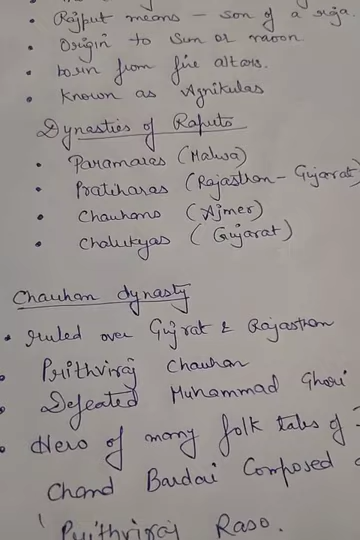 • Rajput means - son of a raja.
• Origin to sun or moon.
• born from fire altars.
• Known as Agnikulas
Dynasties of Raputs
• Paramaras (Malwa)
• Pratiharas (Rajasthan - Gujarat)
• Chauhans (Ajmer)
• Chalukyas (Gujarat)
Chauhan dynasty
• ruled over Gujrat & Rajasthan
• Prithviraj Chauhan
• Defeated Muhammad Ghori
• Hero of many folk tales of
Chand Bardai Composed
' Prithviraj Raso.